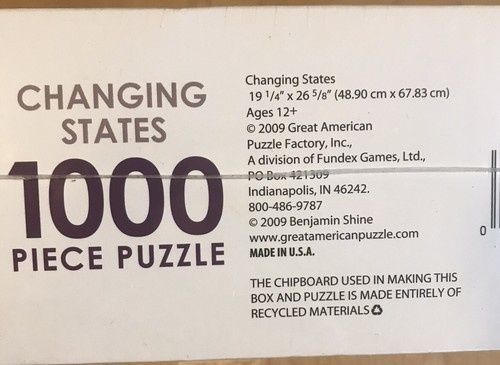 CHANGING
STATES
1000
PIECE PUZZLE
Changing States
19 1/4" x 26 5/8" (48.90 cm x 67.83 cm)
Ages 12+
© 2009 Great American
Puzzle Factory, Inc.,
A division of Fundex Games, Ltd.,
PO Box 421309
Indianapolis, IN 46242.
800-486-9787
© 2009 Benjamin Shine
www.greatamericanpuzzle.com
MADE IN U.S.A.
THE CHIPBOARD USED IN MAKING THIS
BOX AND PUZZLE IS MADE ENTIRELY OF
RECYCLED MATERIALS
0